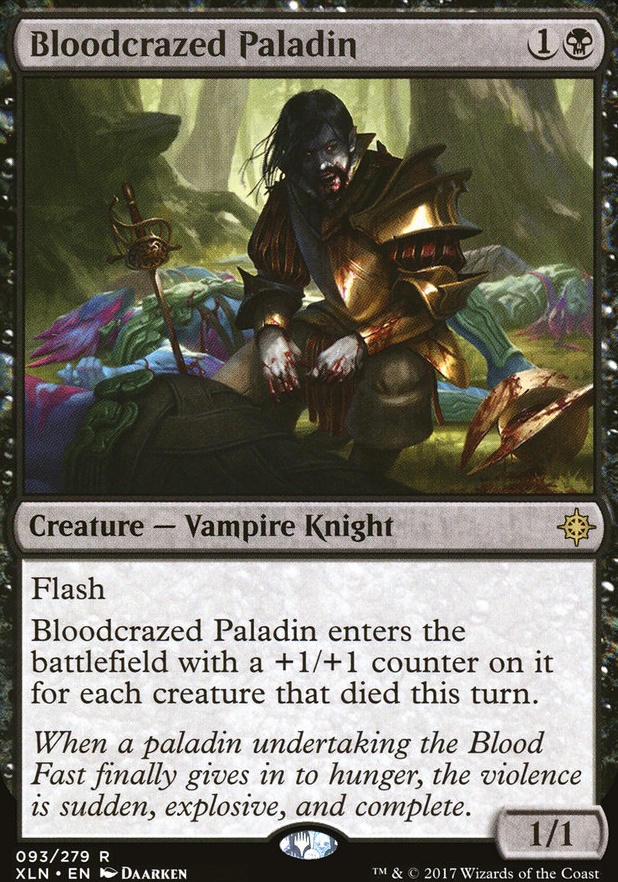 Bloodcrazed Paladin 1
Creature — Vampire Knight
Flash
Bloodcrazed Paladin enters the
battlefield with a +1/+1 counter on it
for each creature that died this turn.
When a paladin undertaking the Blood
Fast finally gives in to hunger, the violence
is sudden, explosive, and complete.
1/1
093/279 R
XLN • EN Daarken
™ & © 2017 Wizards of the Coast